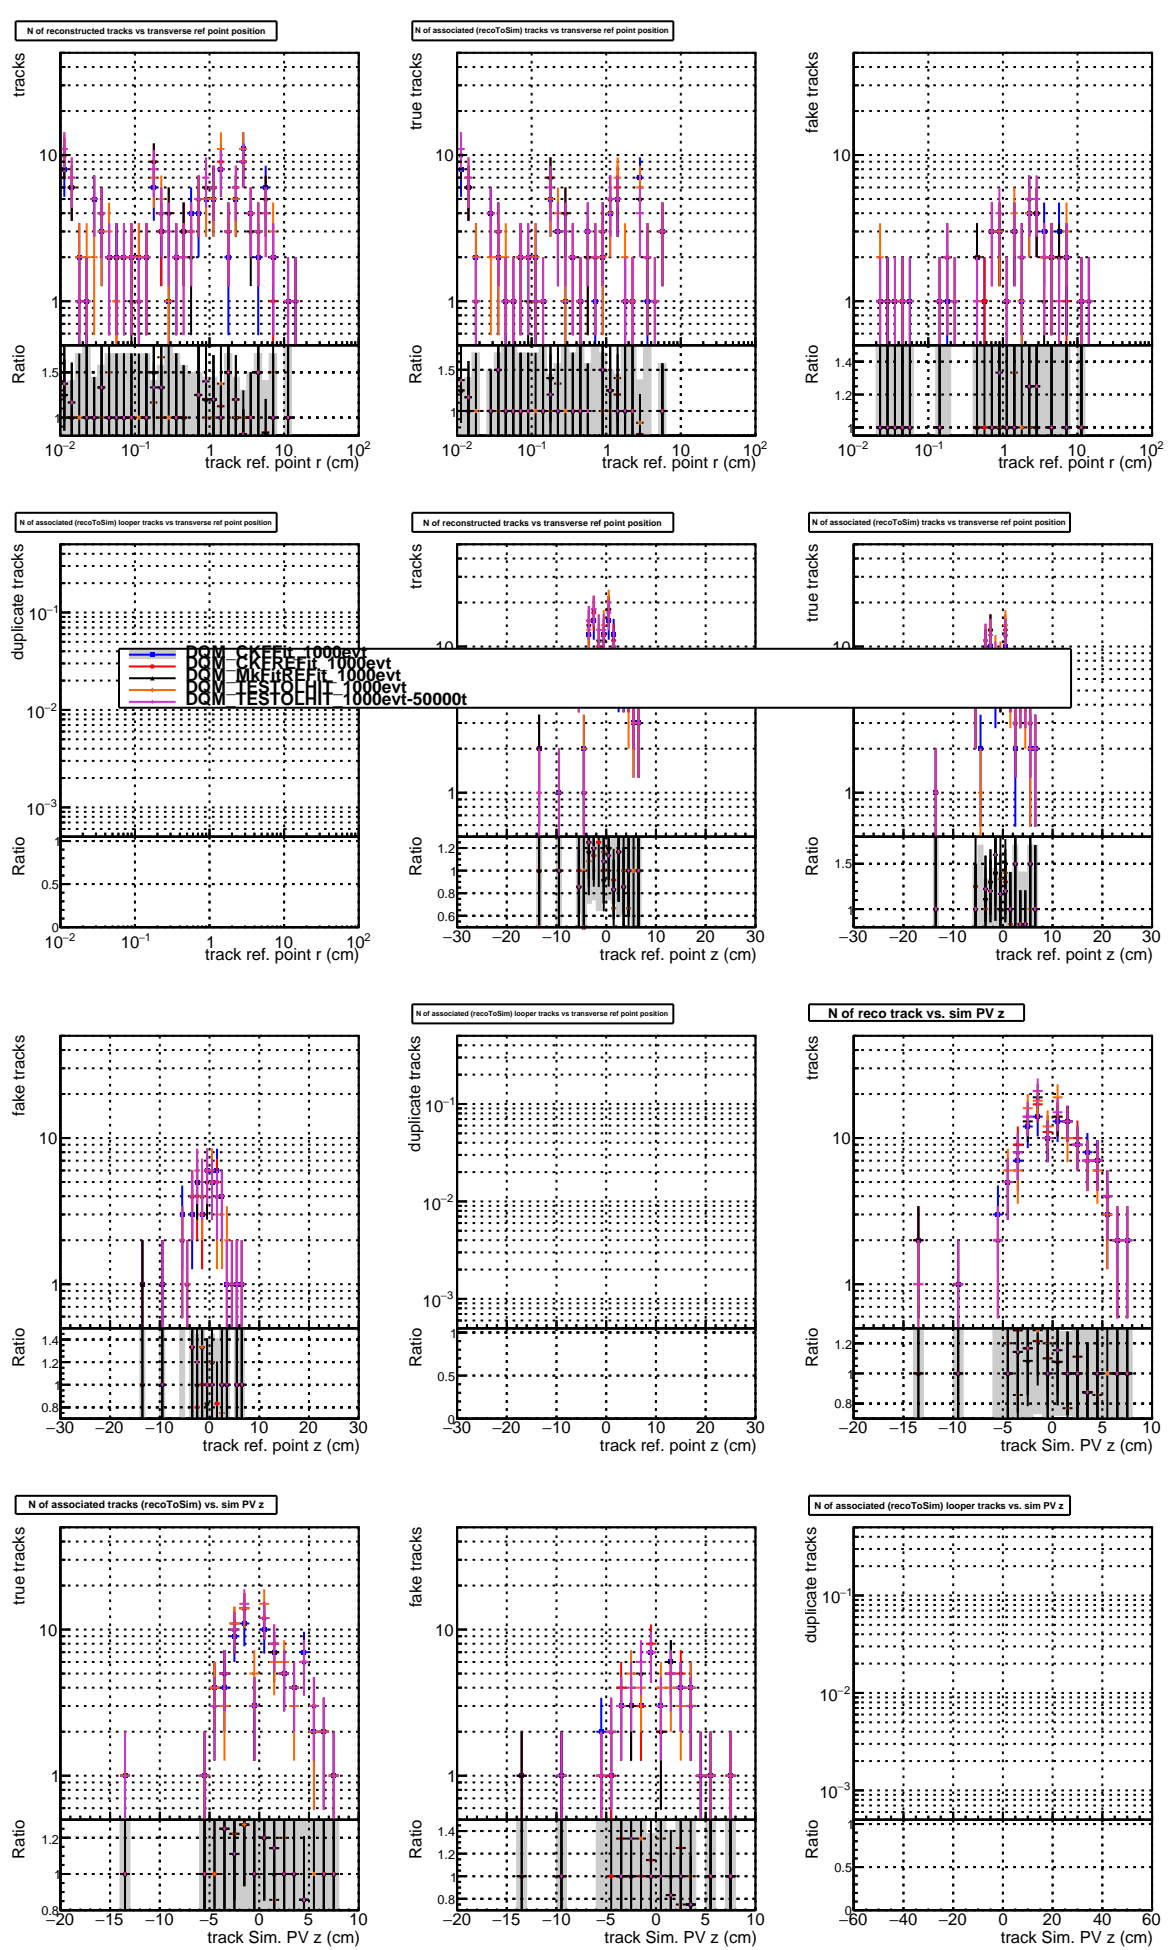 N of reconstructed tracks vs transverse ref point position
tracks
10
1
Ratio
1.5
1
10−2 10−1 1 10 102
track ref. point r (cm)
N of associated (recoToSim) tracks vs transverse ref point position
true tracks
10
1
Ratio
1.5
1
10−2 10−1 1 10 102
track ref. point r (cm)
fake tracks
10
1
Ratio
1.4
1.2
1
10−2 10−1 1 10 102
track ref. point r (cm)
N of associated (recoToSim) looper tracks vs transverse ref point position
duplicate tracks
10−1
10−2
10−3
Ratio
1
0.5
0
10−2 10−1 1 10 102
track ref. point r (cm)
N of reconstructed tracks vs transverse ref point position
tracks
10
1
Ratio
1.2
1
0.8
0.6
−30 −20 −10 0 10 20 30
track ref. point z (cm)
N of associated (recoToSim) tracks vs transverse ref point position
true tracks
10
1
Ratio
1.5
1
−30 −20 −10 0 10 20 30
track ref. point z (cm)
DQM_CKFFit_1000evt
DQM_CKFREFit_1000evt
DQM_MkFitREFit_1000evt
DQM_TESTOLHIT_1000evt
DQM_TESTOLHIT_1000evt-50000t
fake tracks
10
1
Ratio
1.4
1.2
1
0.8
−30 −20 −10 0 10 20 30
track ref. point z (cm)
N of associated (recoToSim) looper tracks vs transverse ref point position
duplicate tracks
10−1
10−2
10−3
Ratio
1
0.5
0
−30 −20 −10 0 10 20 30
track ref. point z (cm)
N of reco track vs. sim PV z
tracks
10
1
Ratio
1.2
1
0.8
−20 −15 −10 −5 0 5 10
track Sim. PV z (cm)
N of associated tracks (recoToSim) vs. sim PV z
true tracks
10
1
Ratio
1.2
1
0.8
−20 −15 −10 −5 0 5 10
track Sim. PV z (cm)
fake tracks
10
1
Ratio
1.4
1.2
1
0.8
−20 −15 −10 −5 0 5 10
track Sim. PV z (cm)
N of associated (recoToSim) looper tracks vs. sim PV z
duplicate tracks
10−1
10−2
10−3
Ratio
1
0.5
0
−60 −40 −20 0 20 40 60
track Sim. PV z (cm)